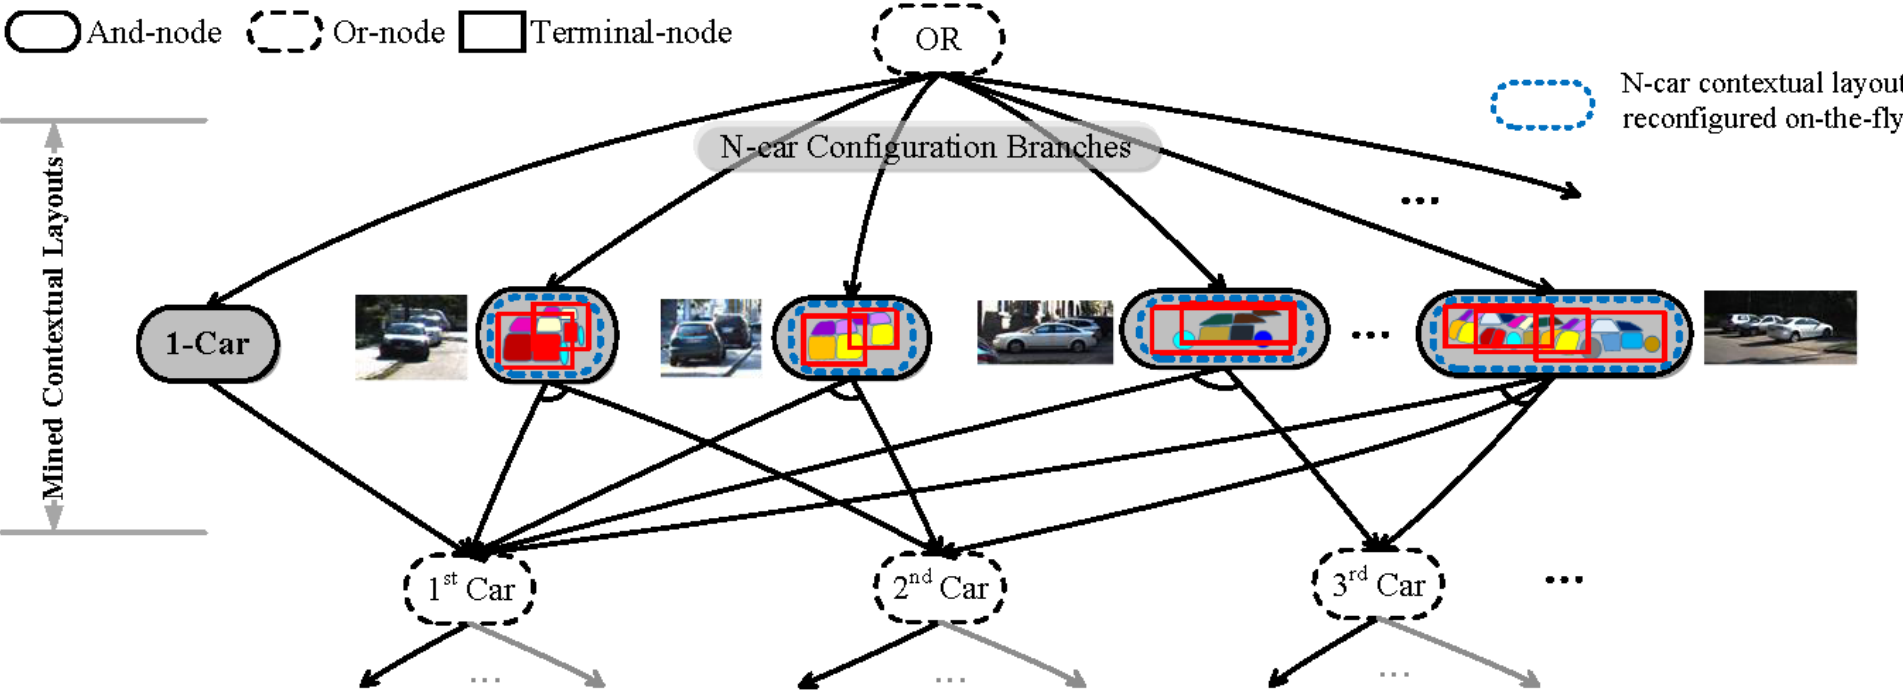 And-node
Or-node
Terminal-node
OR
N-car contextual layout
reconfigured on-the-fly
N-car Configuration Branches
...
Mined Contextual Layouts
1-Car
...
1st Car
2nd Car
3rd Car
...
...
...
...